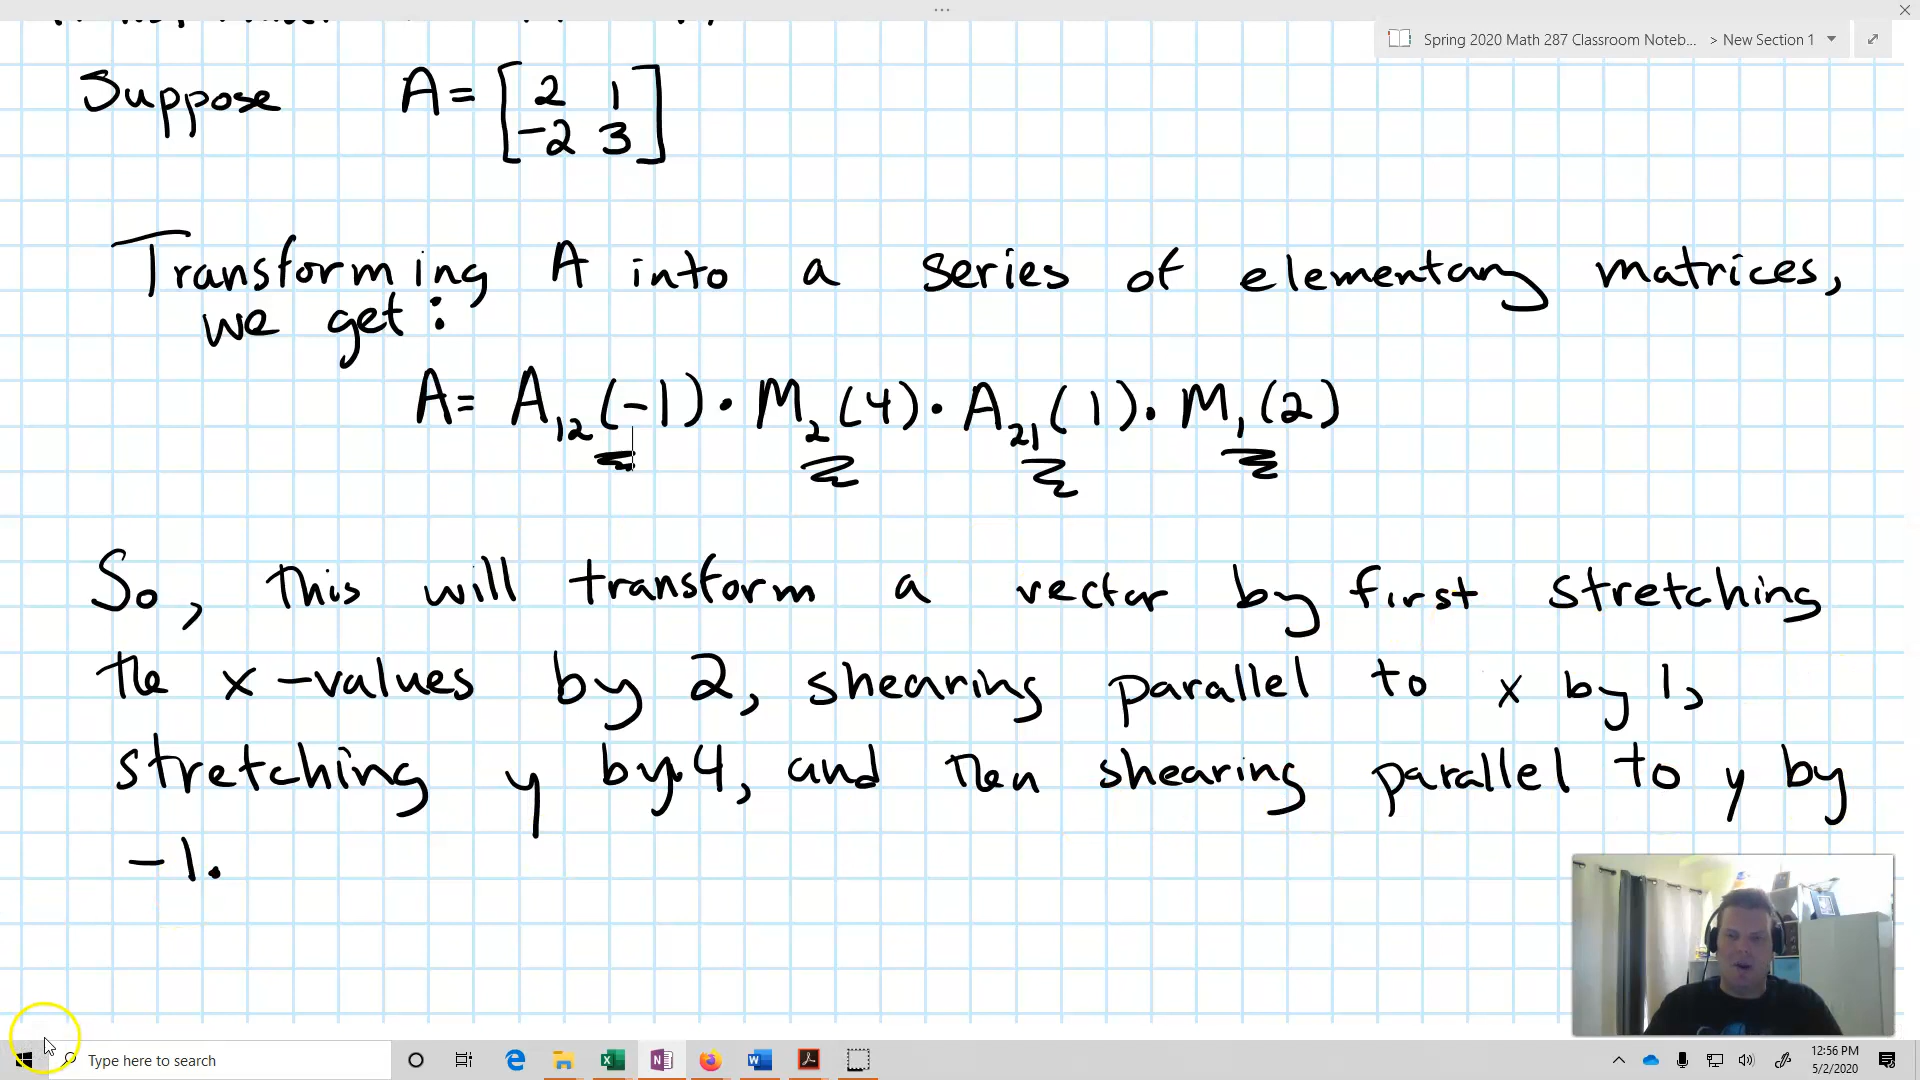 Spring 2020 Math 287 Classroom Noteb... > New Section 1
Suppose A = [ 2 1
-2 3 ]
Transforming A into a series of elementary matrices,
we get:
A = A₁₂(-1) · M₂(4) · A₂₁(1) · M₁(2)
So, this will transform a vector by first stretching
the x-values by 2, shearing parallel to x by 1,
stretching y by 4, and then shearing parallel to y by
-1.
Type here to search
12:56 PM
5/2/2020